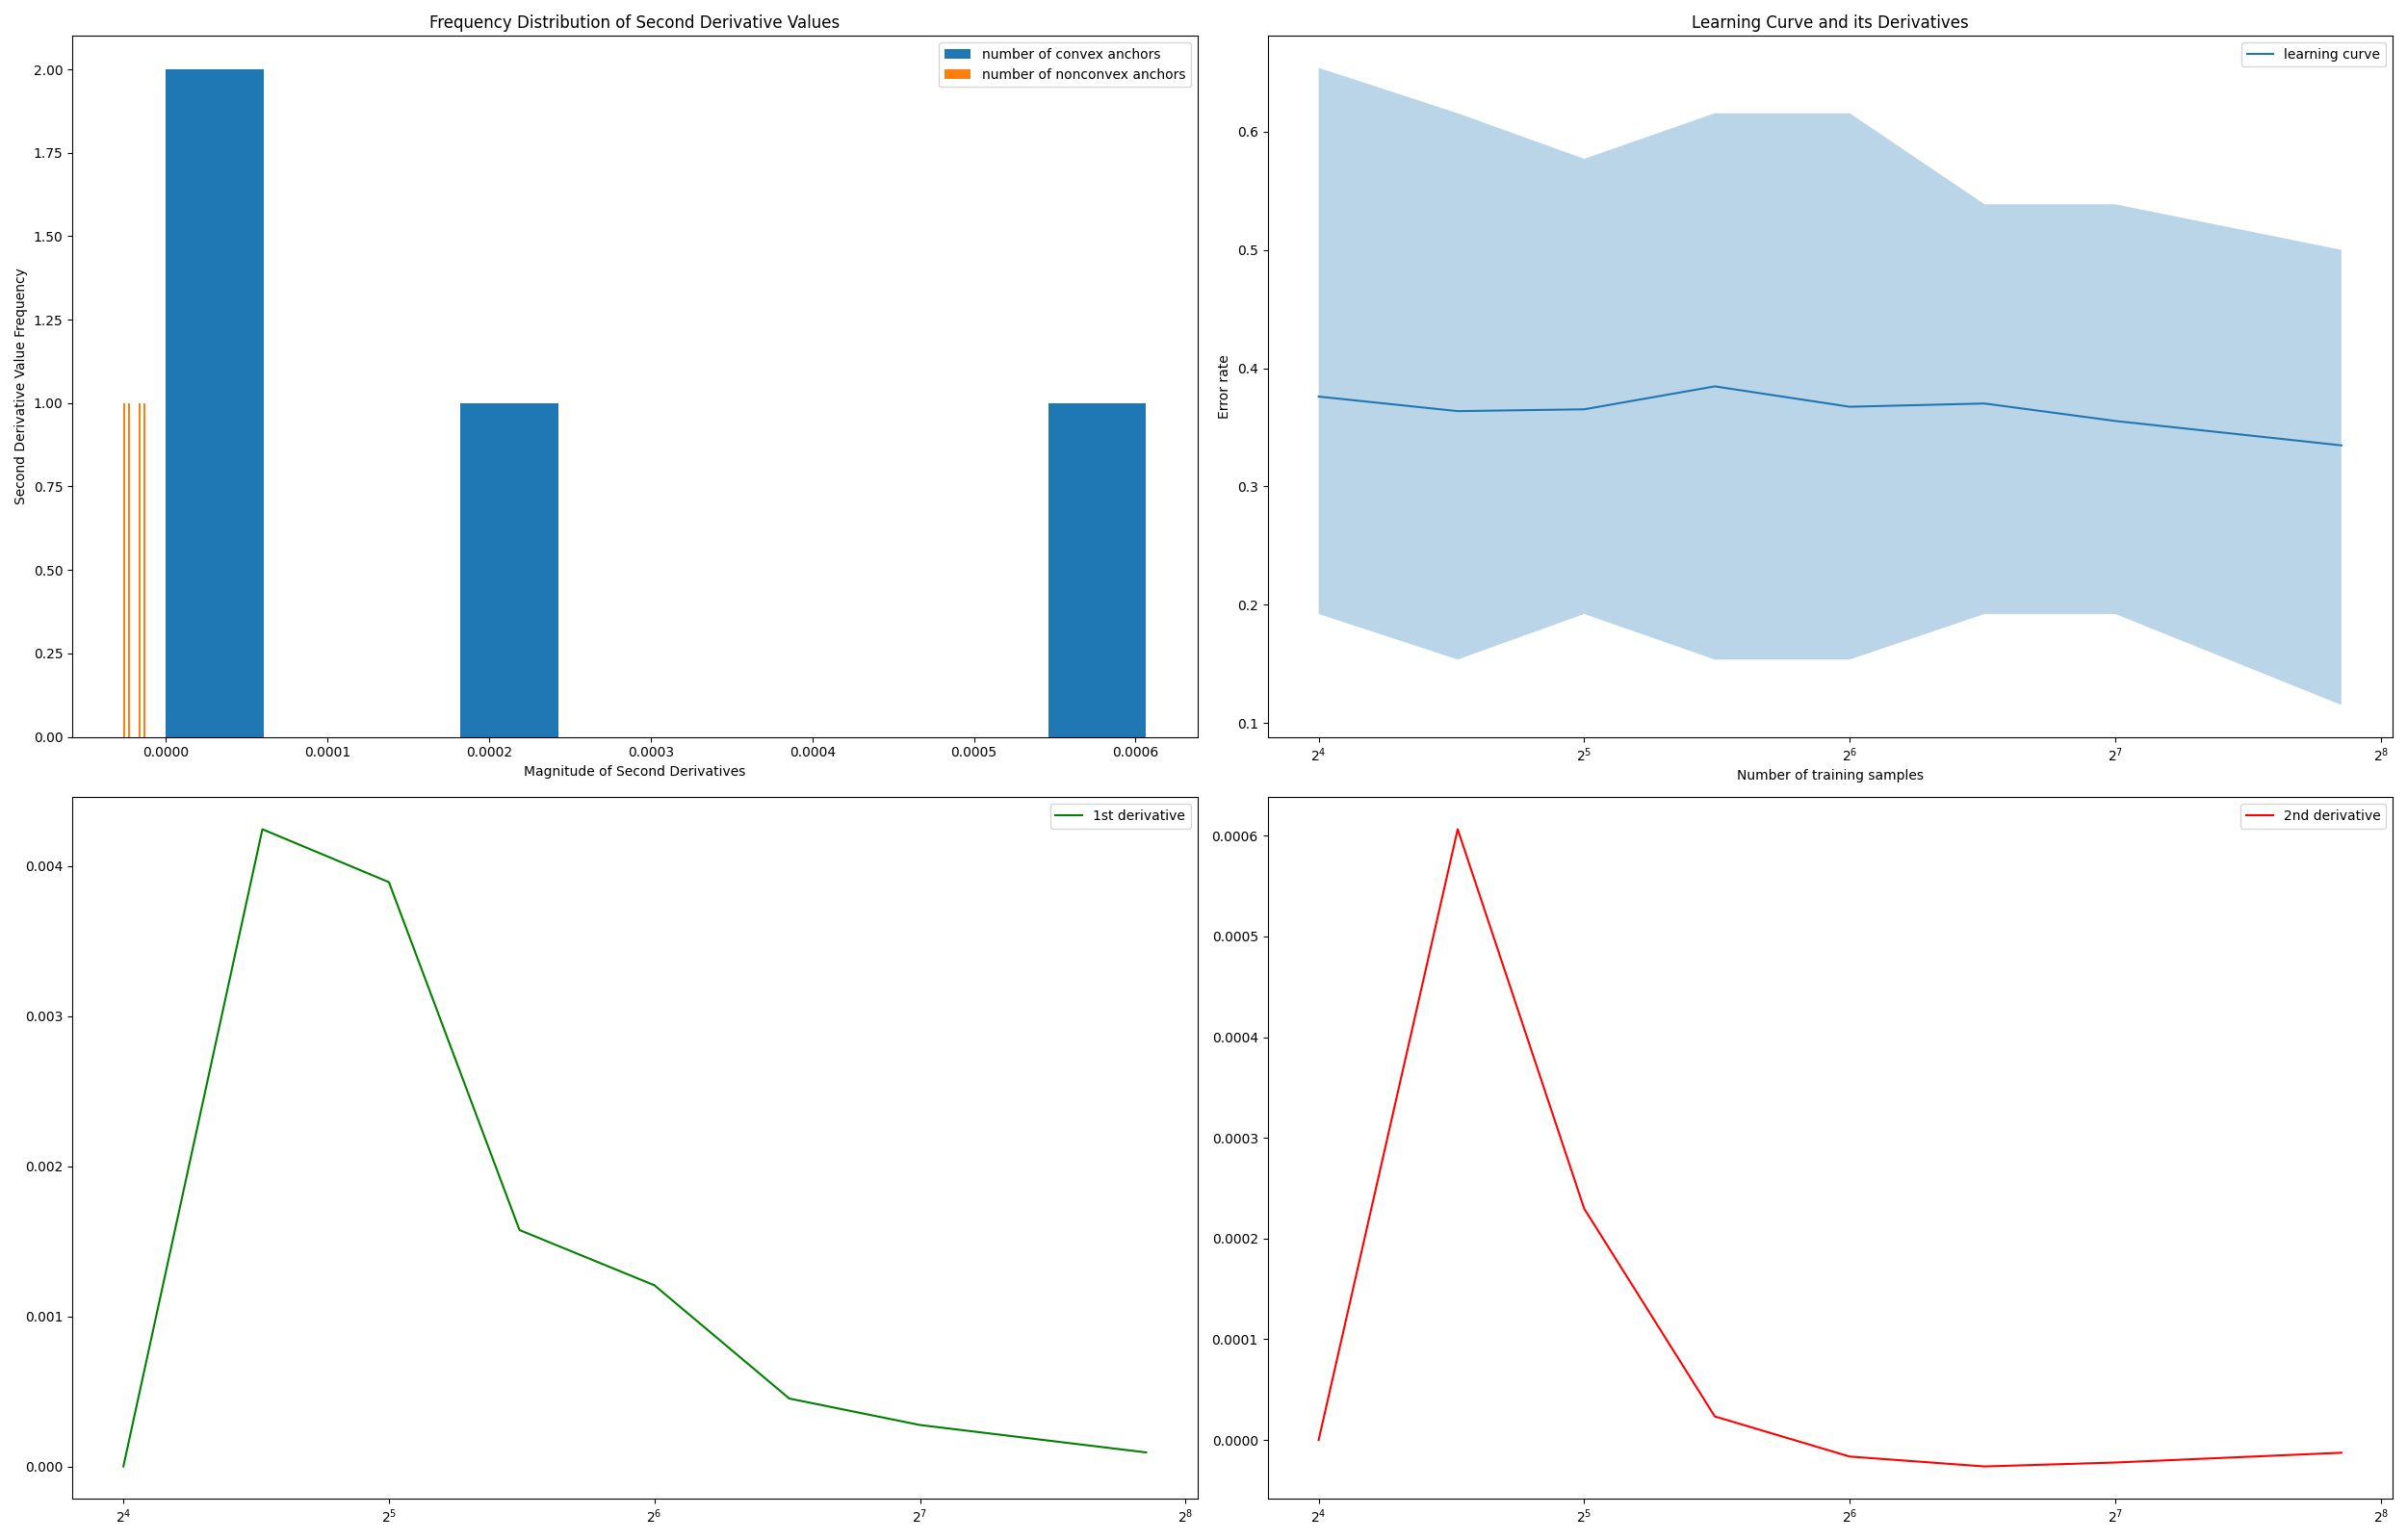 Frequency Distribution of Second Derivative Values
number of convex anchors
number of nonconvex anchors
Second Derivative Value Frequency
2.00
1.75
1.50
1.25
1.00
0.75
0.50
0.25
0.00
0.0000 0.0001 0.0002 0.0003 0.0004 0.0005 0.0006
Magnitude of Second Derivatives
Learning Curve and its Derivatives
learning curve
Error rate
0.6
0.5
0.4
0.3
0.2
0.1
2⁴ 2⁵ 2⁶ 2⁷ 2⁸
Number of training samples
1st derivative
0.004
0.003
0.002
0.001
0.000
2⁴ 2⁵ 2⁶ 2⁷ 2⁸
2nd derivative
0.0006
0.0005
0.0004
0.0003
0.0002
0.0001
0.0000
2⁴ 2⁵ 2⁶ 2⁷ 2⁸